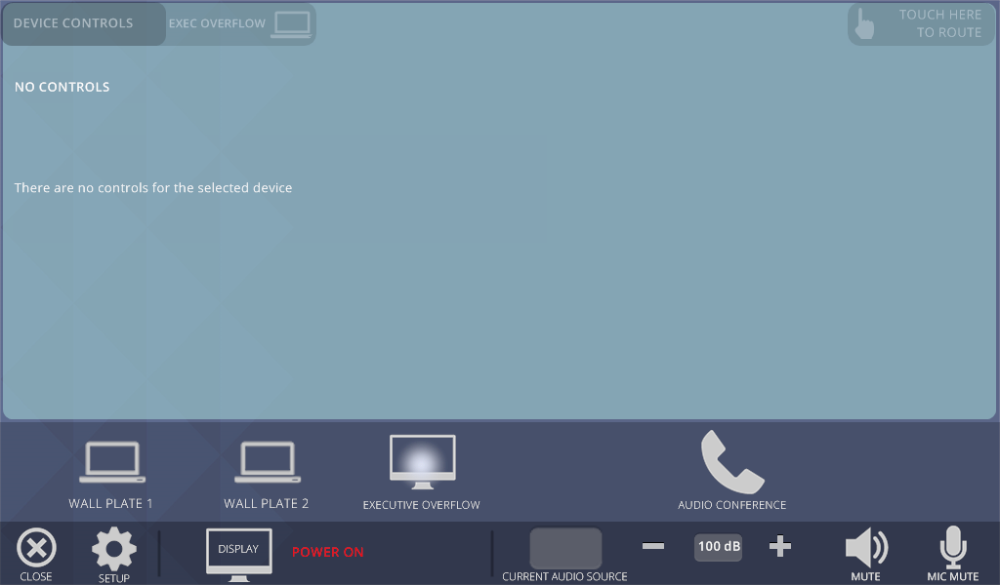 DEVICE CONTROLS
EXEC OVERFLOW
TOUCH HERE
TO ROUTE
NO CONTROLS
There are no controls for the selected device
WALL PLATE 1
WALL PLATE 2
EXECUTIVE OVERFLOW
AUDIO CONFERENCE
CLOSE
SETUP
DISPLAY
POWER ON
CURRENT AUDIO SOURCE
100 dB
MUTE
MIC MUTE